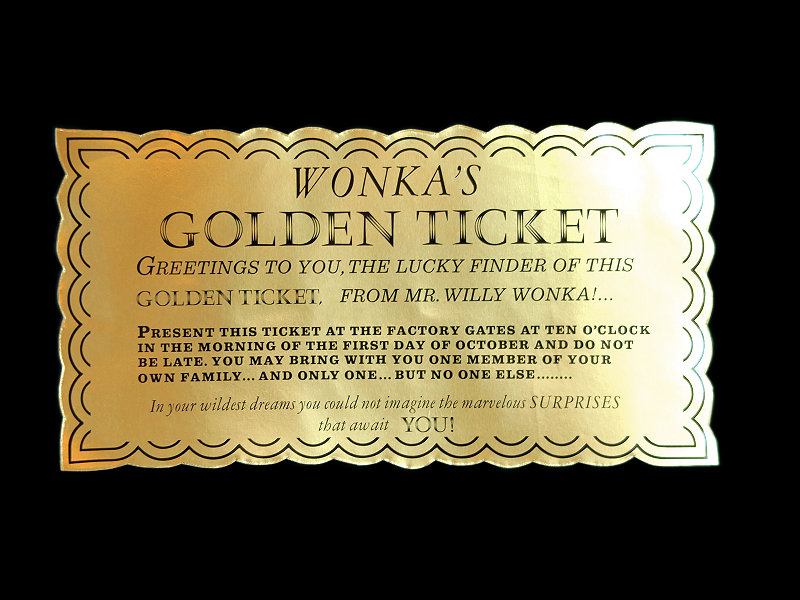 WONKA'S
GOLDEN TICKET
GREETINGS TO YOU, THE LUCKY FINDER OF THIS
GOLDEN TICKET, FROM MR. WILLY WONKA!...
PRESENT THIS TICKET AT THE FACTORY GATES AT TEN O'CLOCK
IN THE MORNING OF THE FIRST DAY OF OCTOBER AND DO NOT
BE LATE. YOU MAY BRING WITH YOU ONE MEMBER OF YOUR
OWN FAMILY... AND ONLY ONE... BUT NO ONE ELSE........
In your wildest dreams you could not imagine the marvelous SURPRISES
that await YOU!